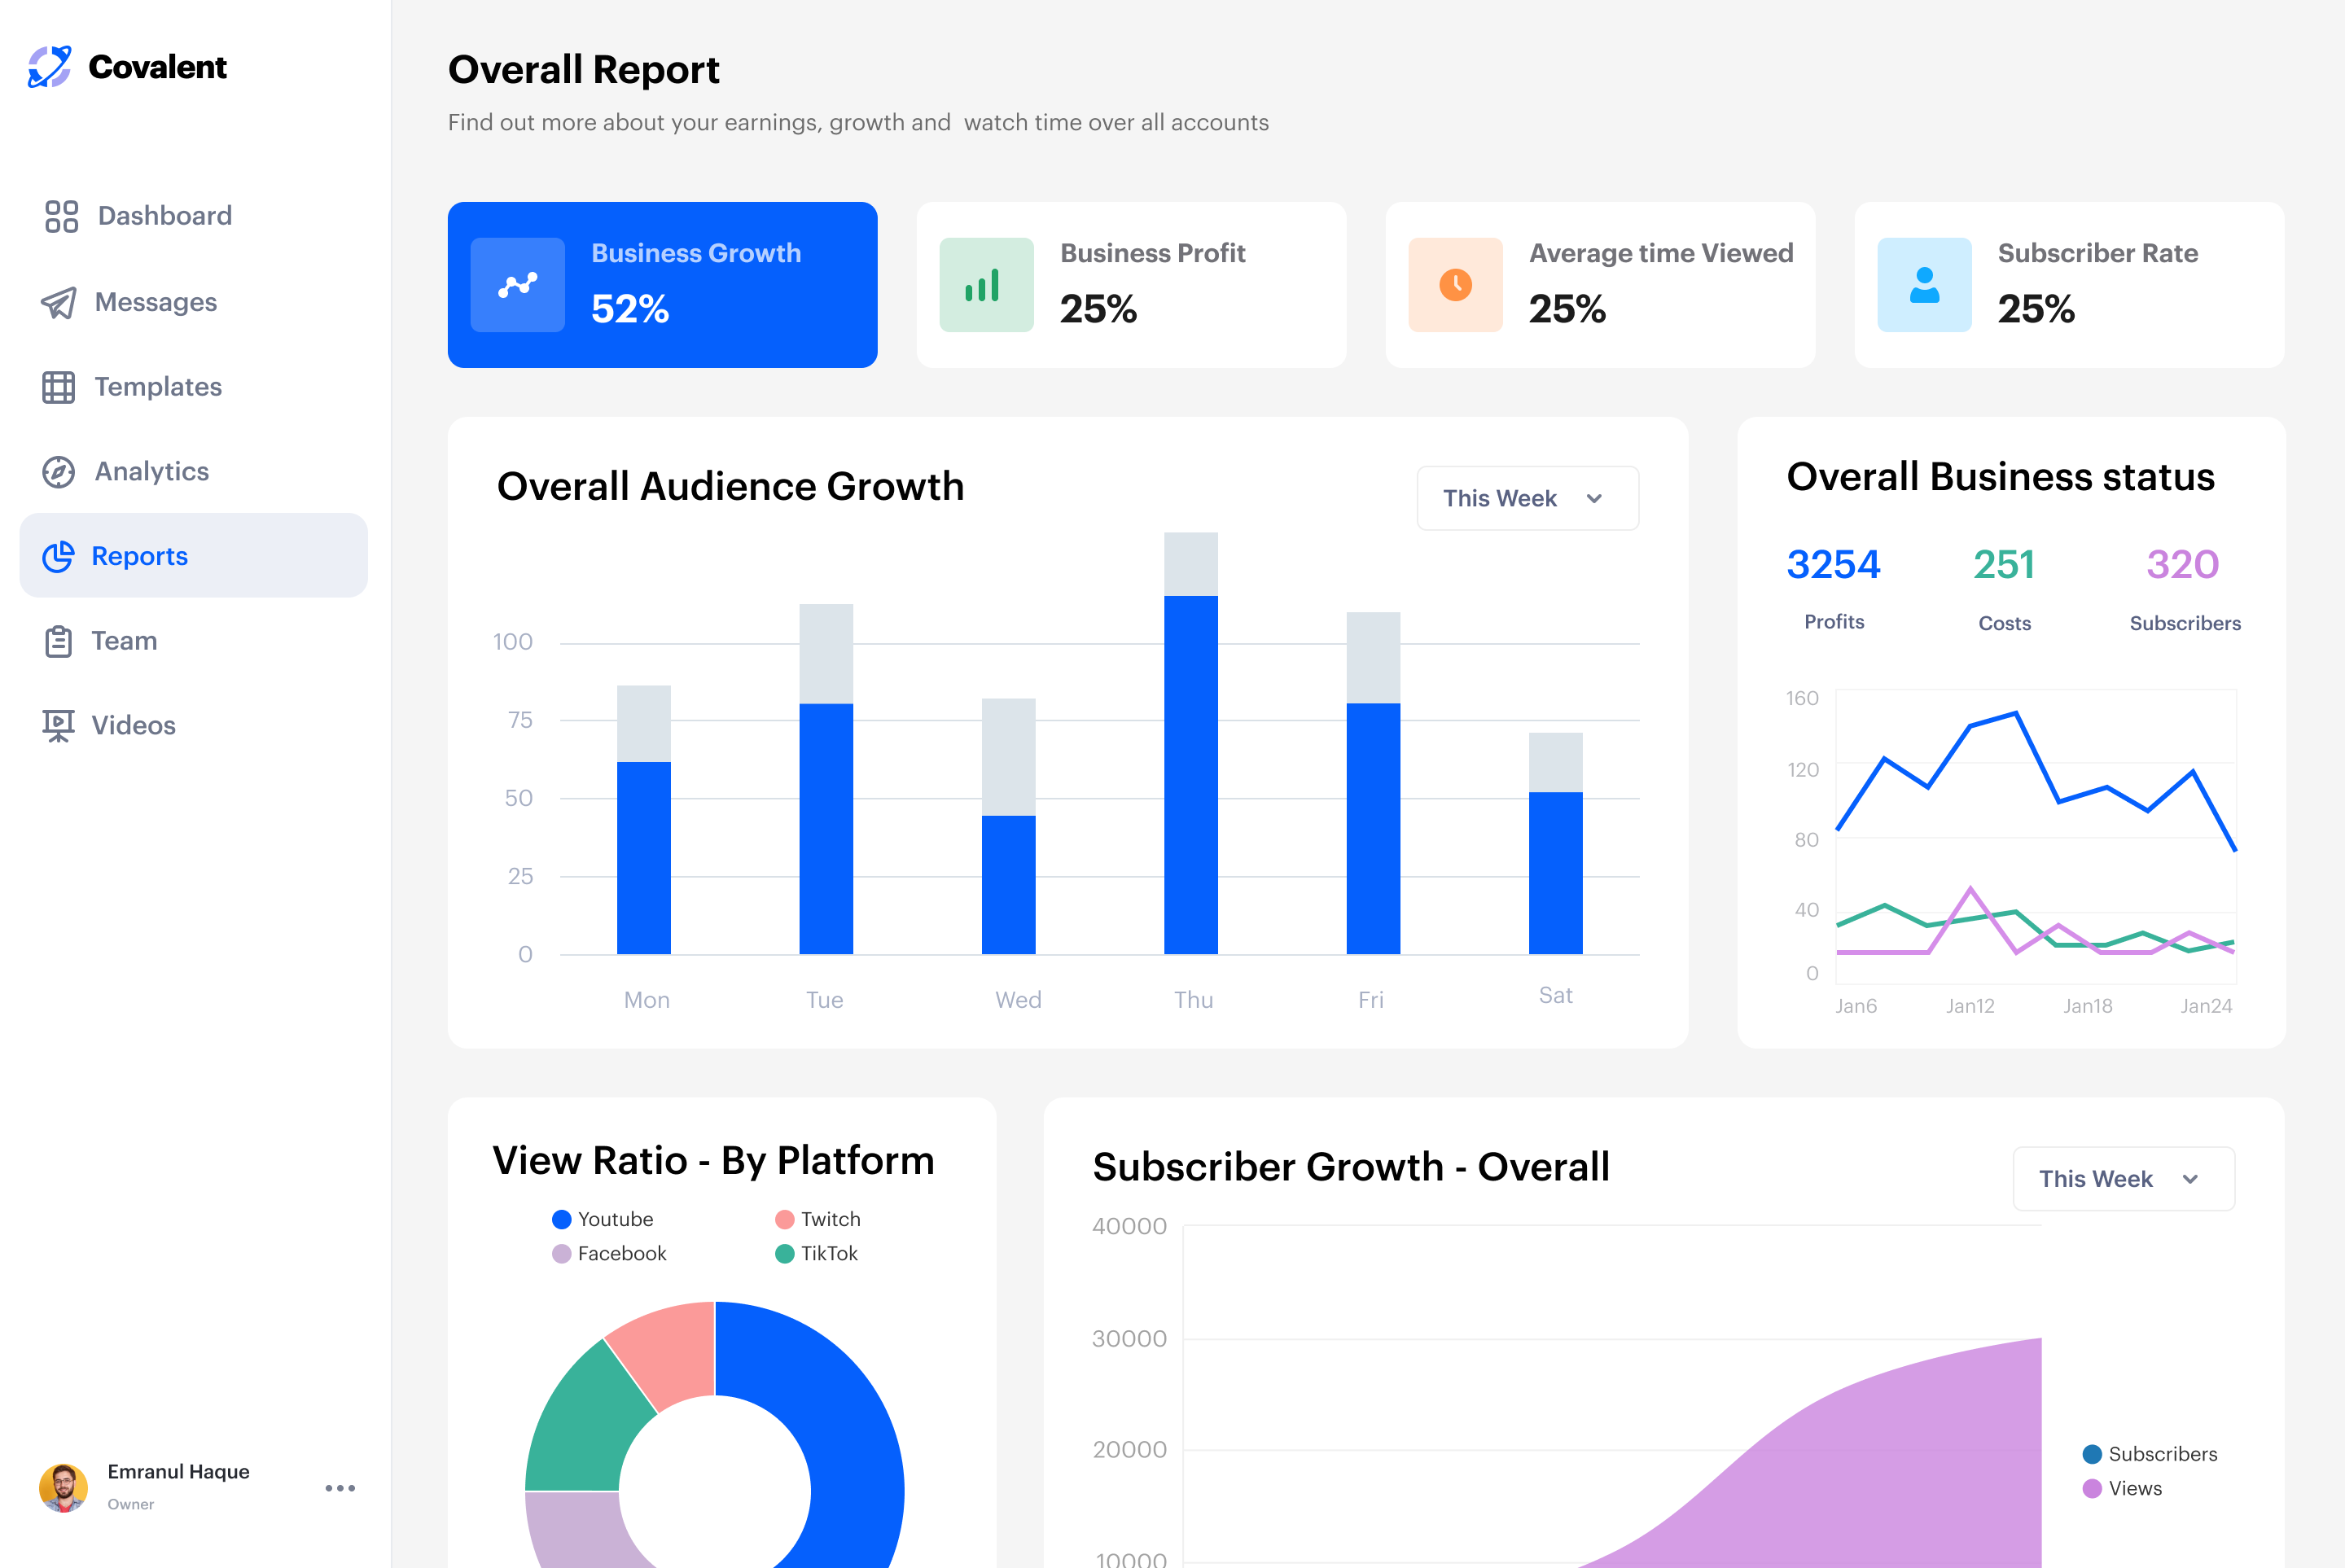 Covalent
Dashboard
Messages
Templates
Analytics
Reports
Team
Videos
Emranul Haque
Owner
Overall Report
Find out more about your earnings, growth and  watch time over all accounts
Business Growth
52%
Business Profit
25%
Average time Viewed
25%
Subscriber Rate
25%
Overall Audience Growth
This Week
100
75
50
25
0
Mon Tue Wed Thu Fri Sat
Overall Business status
3254 251 320
Profits Costs Subscribers
160
120
80
40
0
Jan6 Jan12 Jan18 Jan24
View Ratio - By Platform
Youtube Twitch
Facebook TikTok
Subscriber Growth - Overall
This Week
40000
30000
20000
10000
Subscribers
Views